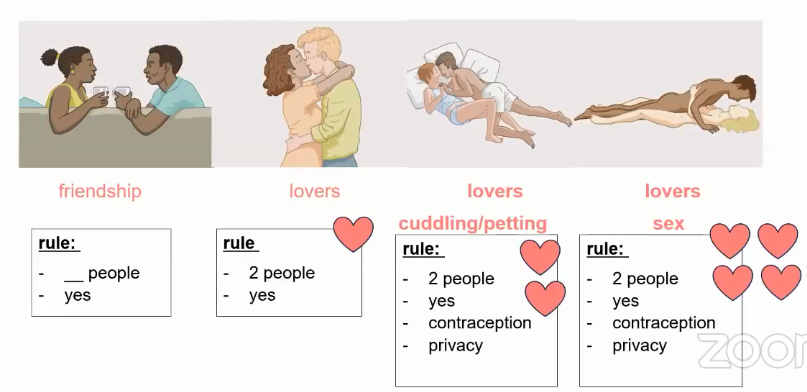 friendship
lovers
lovers
cuddling/petting
lovers
sex
rule:
- __ people
- yes
rule
- 2 people
- yes
rule:
- 2 people
- yes
- contraception
- privacy
rule:
- 2 people
- yes
- contraception
- privacy
zoom